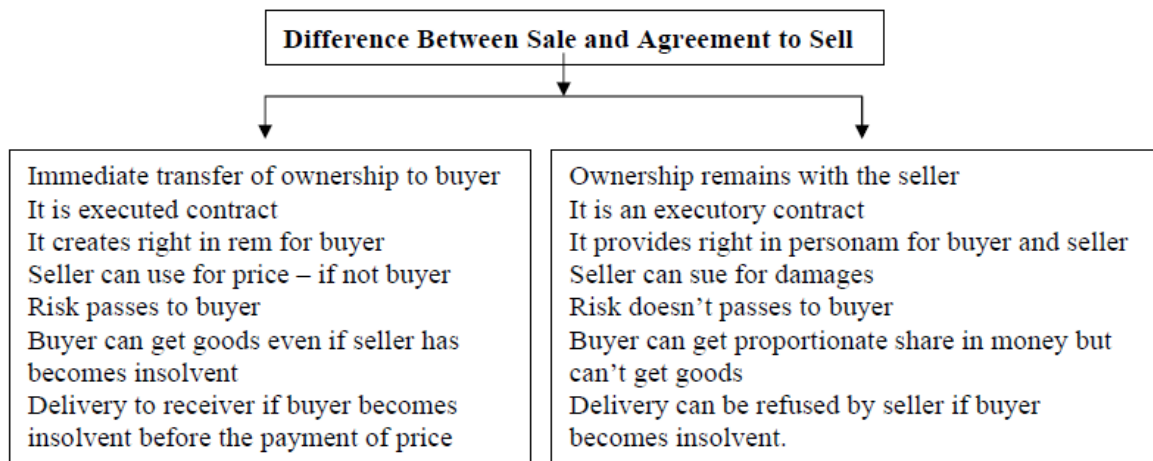 Difference Between Sale and Agreement to Sell
Immediate transfer of ownership to buyer
It is executed contract
It creates right in rem for buyer
Seller can use for price – if not buyer
Risk passes to buyer
Buyer can get goods even if seller has
becomes insolvent
Delivery to receiver if buyer becomes
insolvent before the payment of price
Ownership remains with the seller
It is an executory contract
It provides right in personam for buyer and seller
Seller can sue for damages
Risk doesn’t passes to buyer
Buyer can get proportionate share in money but
can’t get goods
Delivery can be refused by seller if buyer
becomes insolvent.